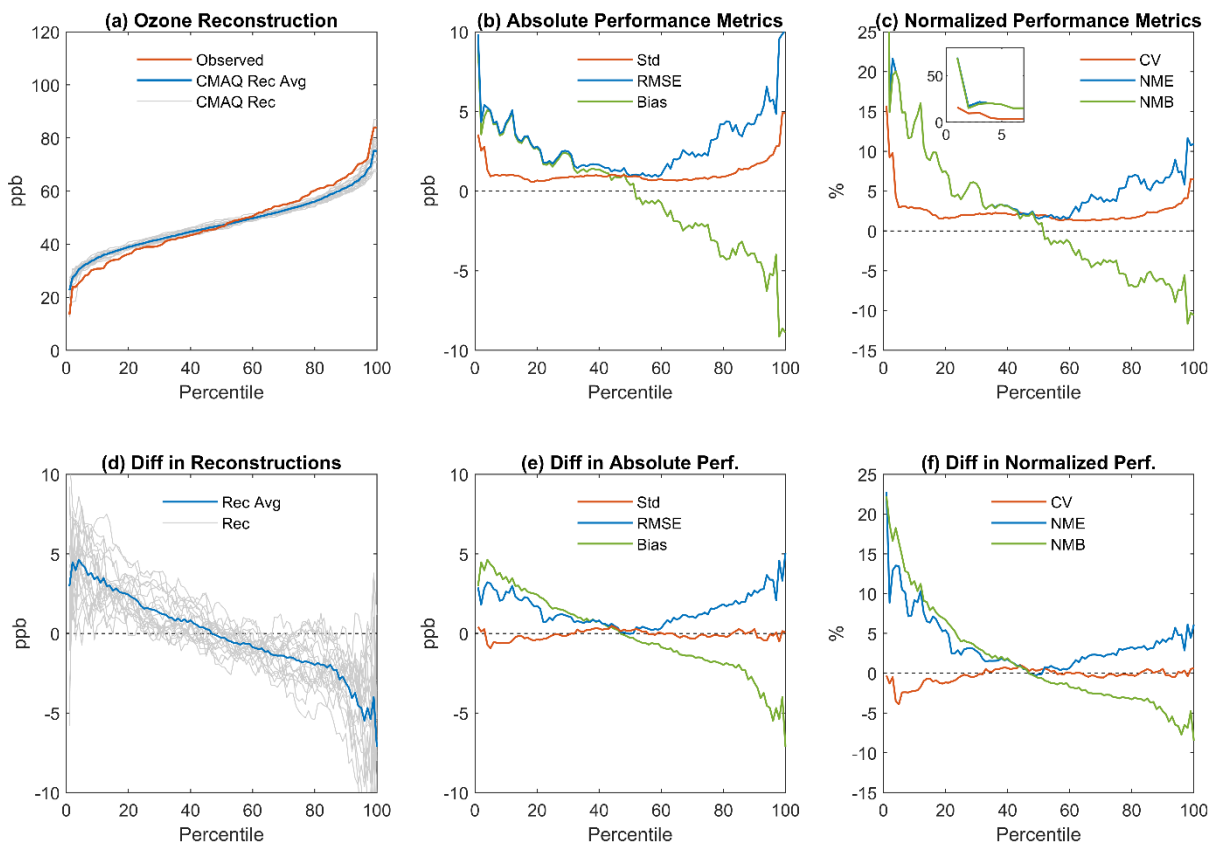 (a) Ozone Reconstruction
120
100
80
60
40
20
0
ppb
Observed
CMAQ Rec Avg
CMAQ Rec
0 20 40 60 80 100
Percentile
(b) Absolute Performance Metrics
10
5
0
-5
-10
ppb
Std
RMSE
Bias
0 20 40 60 80 100
Percentile
(c) Normalized Performance Metrics
25
20
15
10
5
0
-5
-10
-15
%
50
0
0 5
CV
NME
NMB
0 20 40 60 80 100
Percentile
(d) Diff in Reconstructions
10
5
0
-5
-10
ppb
Rec Avg
Rec
0 20 40 60 80 100
Percentile
(e) Diff in Absolute Perf.
10
5
0
-5
-10
ppb
Std
RMSE
Bias
0 20 40 60 80 100
Percentile
(f) Diff in Normalized Perf.
25
20
15
10
5
0
-5
-10
-15
%
CV
NME
NMB
0 20 40 60 80 100
Percentile